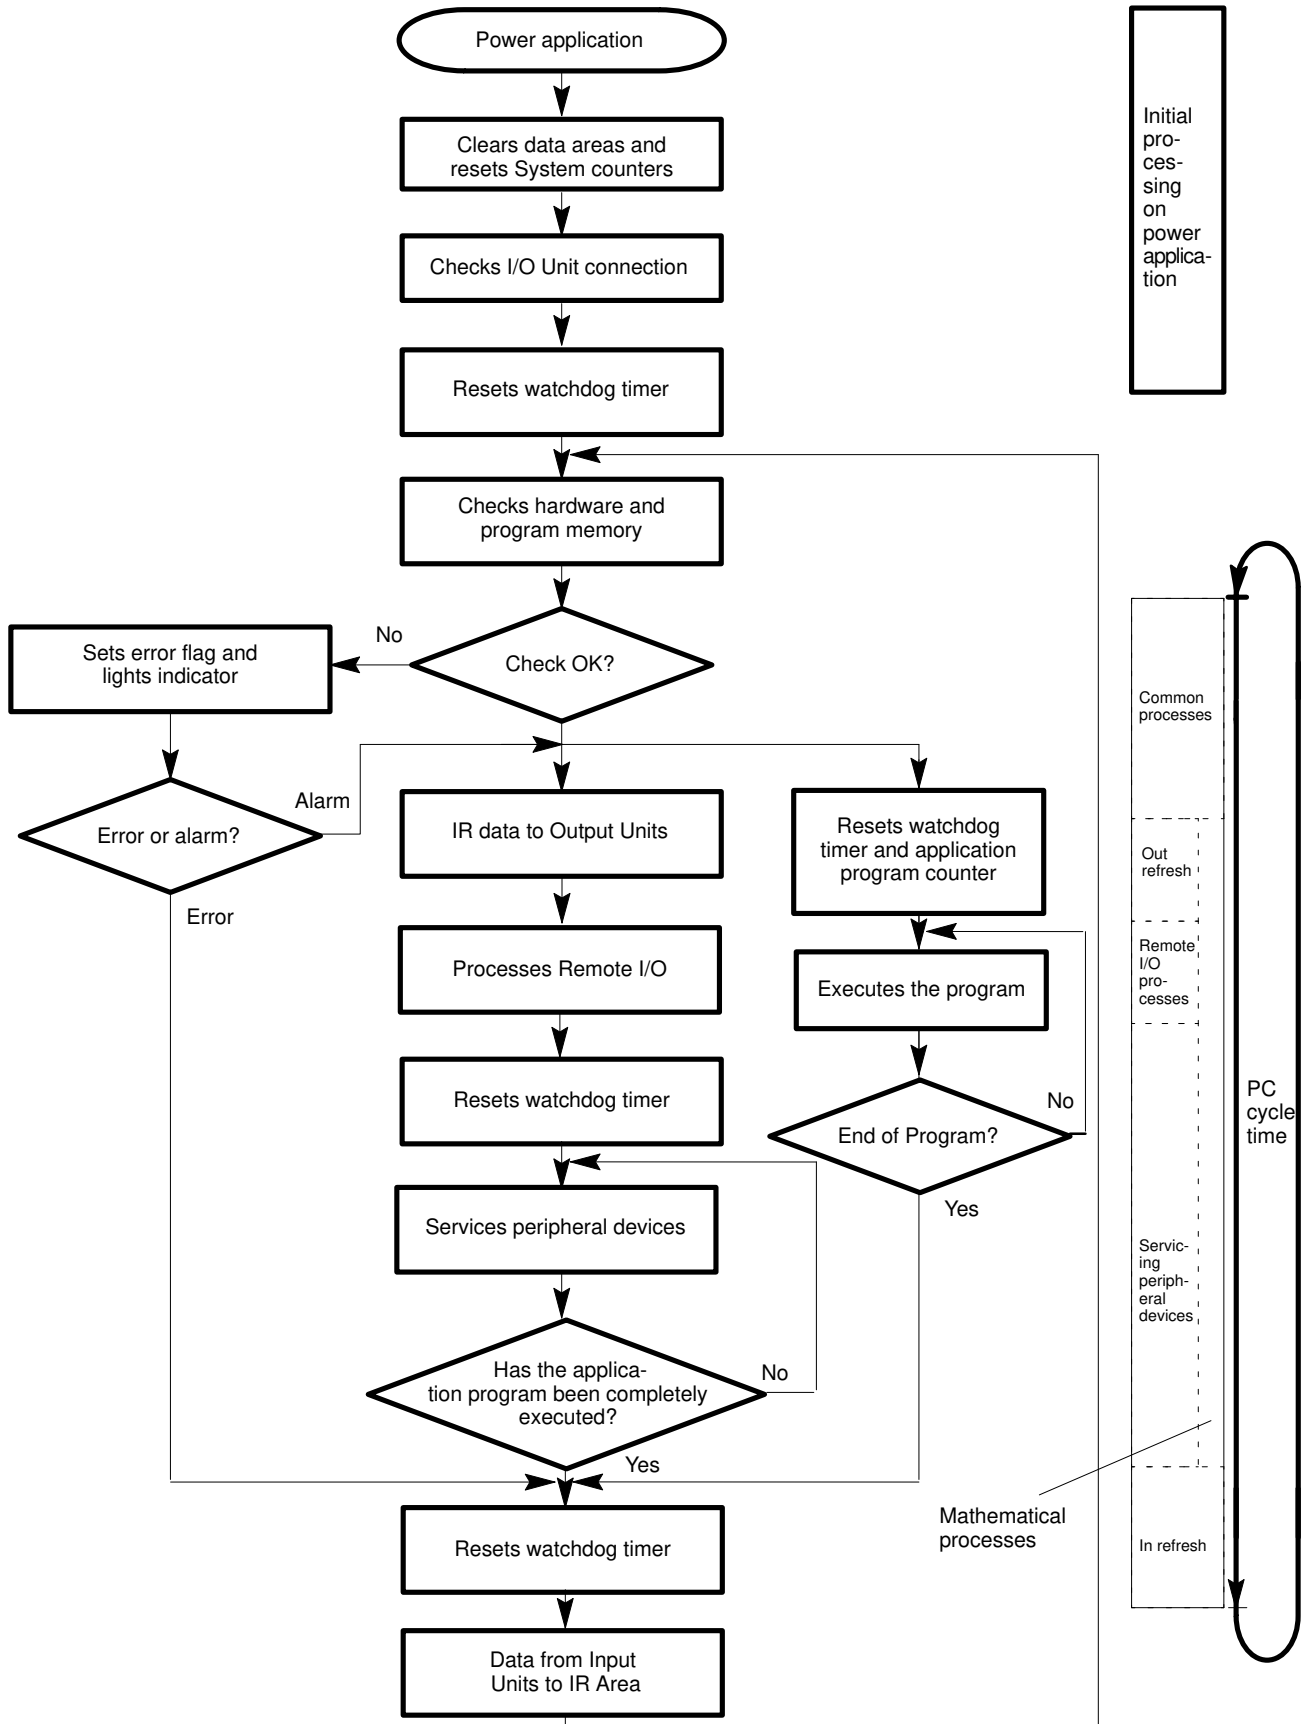 Power application
Clears data areas and
resets System counters
Checks I/O Unit connection
Resets watchdog timer
Checks hardware and
program memory
Check OK?
No
Sets error flag and
lights indicator
Error or alarm?
Alarm
Error
IR data to Output Units
Processes Remote I/O
Resets watchdog timer
Services peripheral devices
Has the applica-
tion program been completely
executed?
No
Yes
Resets watchdog
timer and application
program counter
Executes the program
End of Program?
No
Yes
Resets watchdog timer
Data from Input
Units to IR Area
Initial
pro-
ces-
sing
on
power
applica-
tion
Common
processes
Out
refresh
Remote
I/O
pro-
cesses
Servic-
ing
periph-
eral
devices
In refresh
Mathematical
processes
PC
cycle
time